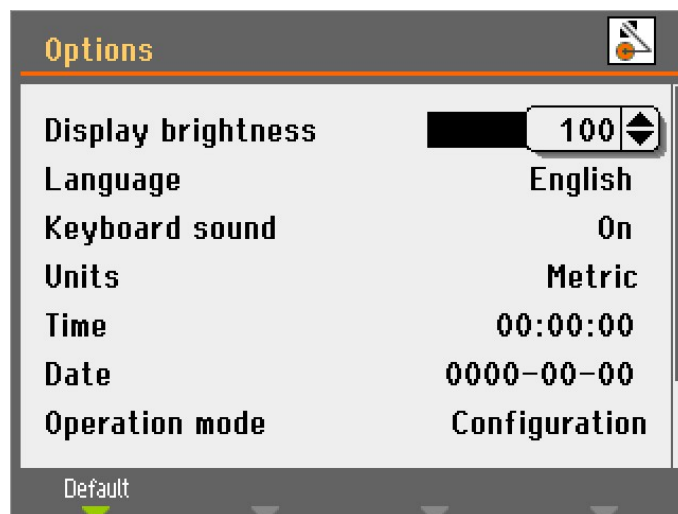 Options
Display brightness 100
Language English
Keyboard sound On
Units Metric
Time 00:00:00
Date 0000-00-00
Operation mode Configuration
Default